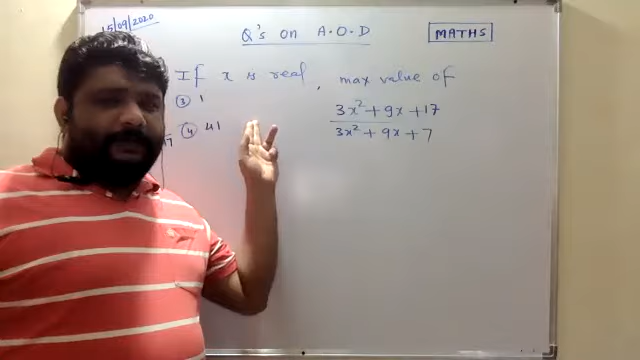 15/09/2020
Q's on A.O.D
MATHS
If x is real, max value of
3x²+9x+17
3x²+9x+7
③ 1
④ 41